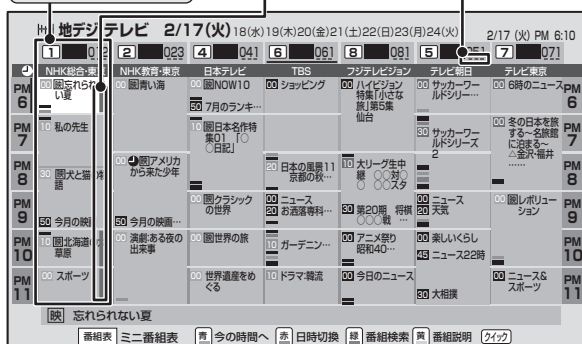 地デジ テレビ 2/17(火) 18(水) 19(木) 20(金) 21(土) 22(日) 23(月) 24(火) 2/17 (火) PM 6:10
1 2 023 4 041 6 061 8 081 5 051 7 071
NHK総合・東京 NHK教育・東京 日本テレビ TBS フジテレビジョン テレビ朝日 テレビ東京
PM 6
00 映忘れられない夏
00 映青い海
00 映NOW10
50 7月のランキ…
00 ショッピング
00 ハイビジョン特集「小さな旅」第5集 仙台
00 サッカーワールドシリー…
00 6時のニュース
PM 6
PM 7
10 私の先生
10 映日本名作特集01 「○○日記」
30 サッカーワールドシリーズ2
00 冬の日本を旅する~名旅館に泊まる~ △金沢・福井……
PM 7
PM 8
30 映犬と猫の物語
00 映アメリカから来た少年
20 日本の風景11 京都の秋…
10 大リーグ生中継 ○○対○○スタ
PM 8
PM 9
50 今月の映画
50 今月の映画…
00 映クラシックの世界
00 ニュース
20 お洒落専科…
30 第20期 将棋○○○戦 …
00 ニュース
20 天気
00 映レボリューション
PM 9
PM 10
10 映北海道の草原
00 演劇:ある夜の出来事
00 映世界の旅
10 ガーデニン…
00 アニメ祭り昭和40…
00 楽しいくらし
45 ニュース22時
PM 10
PM 11
00 スポーツ
00 世界遺産をめぐる
10 ドラマ:韓流
00 今日のニュース
30 大相撲
00 ニュース&スポーツ
PM 11
映 忘れられない夏
番組表 ミニ番組表 青 今の時間へ 赤 日時切換 緑 番組検索 黄 番組説明 クイック